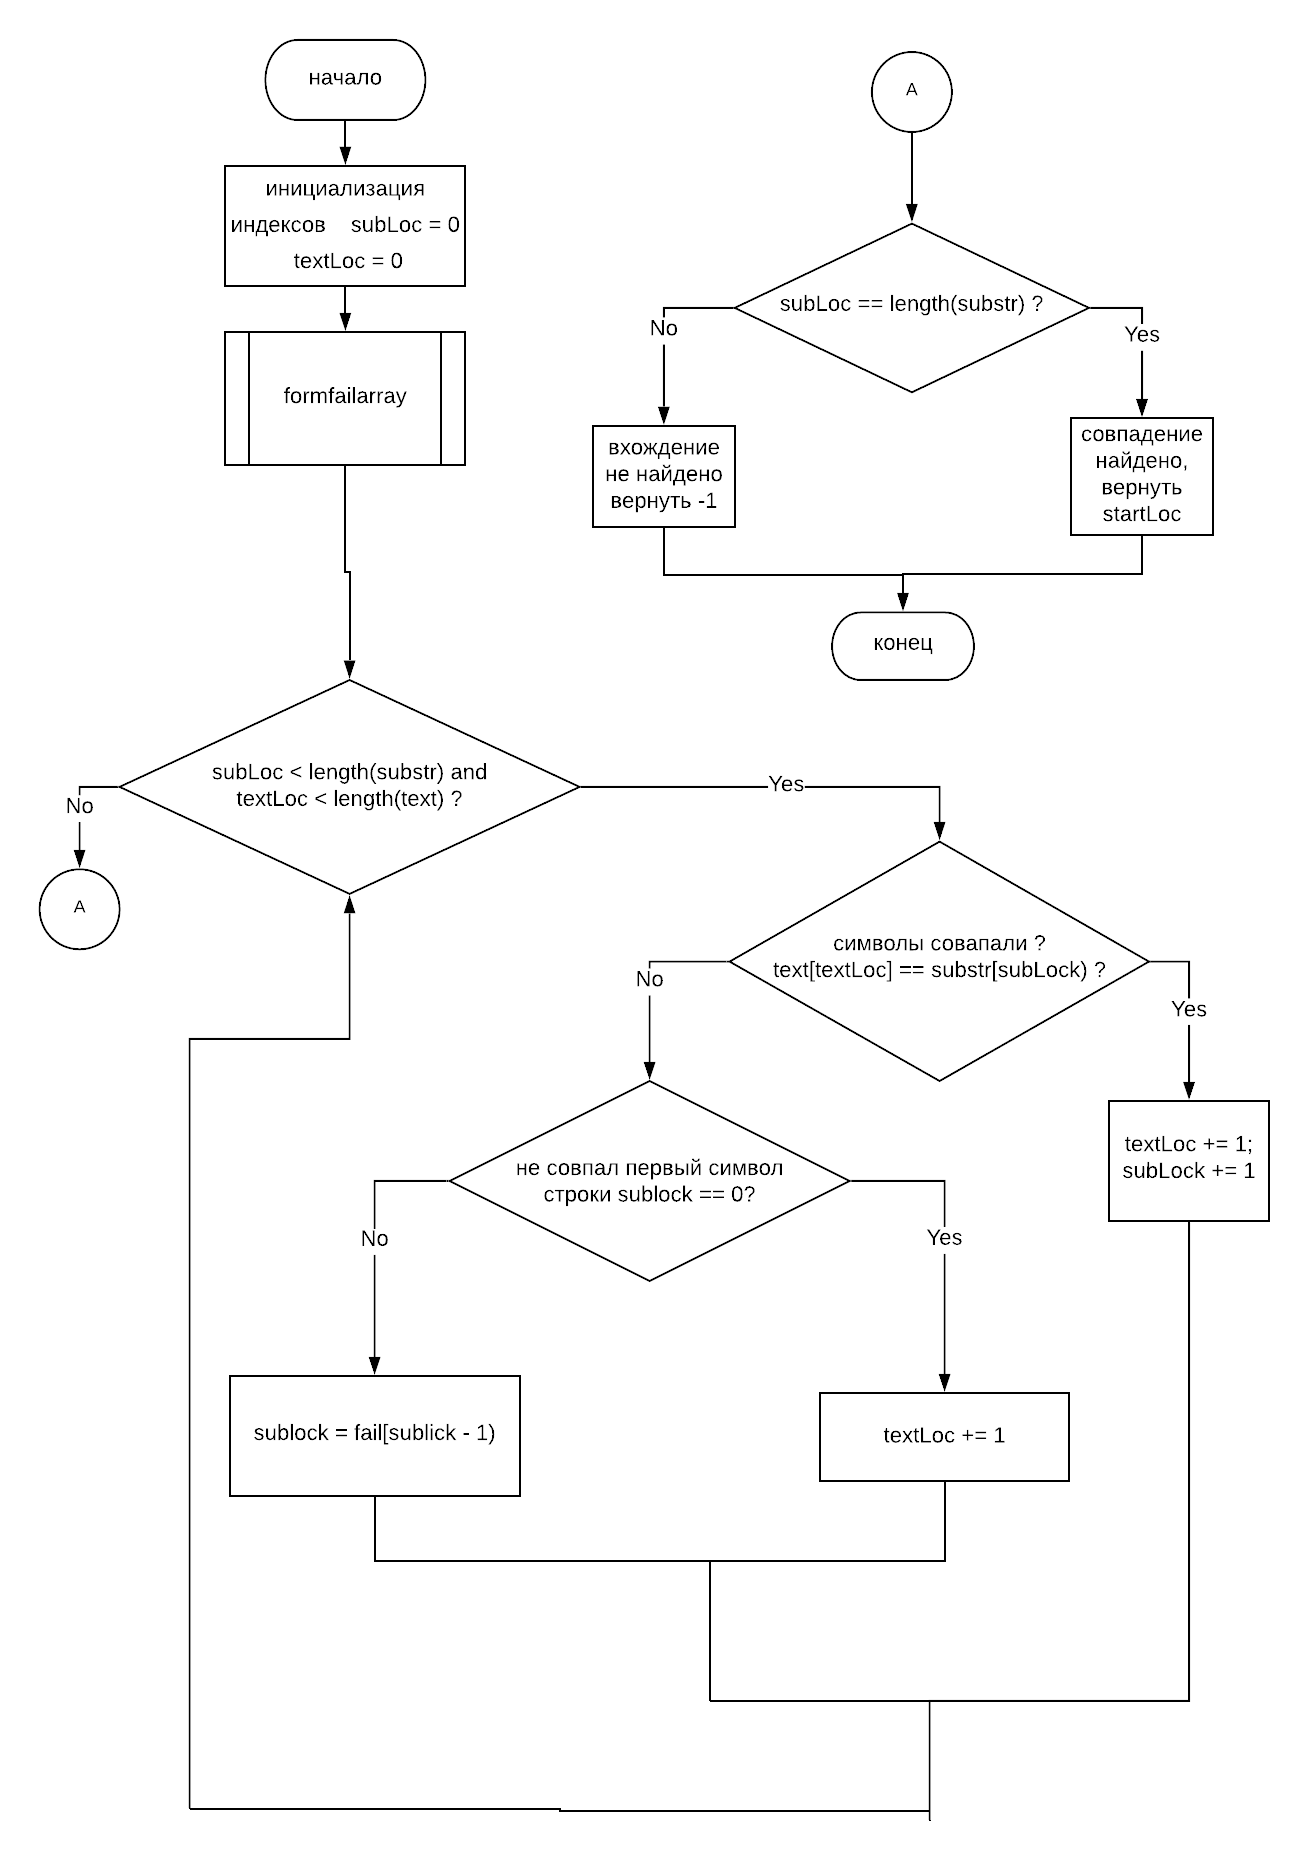 начало
инициализация
индексов    subLoc = 0
textLoc = 0
formfailarray
subLoc < length(substr) and
textLoc < length(text) ?
No
A
Yes
символы совапали ?
text[textLoc] == substr[subLock) ?
No
Yes
textLoc += 1;
subLock += 1
не совпал первый символ
строки sublock == 0?
No
Yes
sublock = fail[sublick - 1)
textLoc += 1
A
subLoc == length(substr) ?
No
Yes
вхождение
не найдено
вернуть -1
совпадение
найдено,
вернуть
startLoc
конец